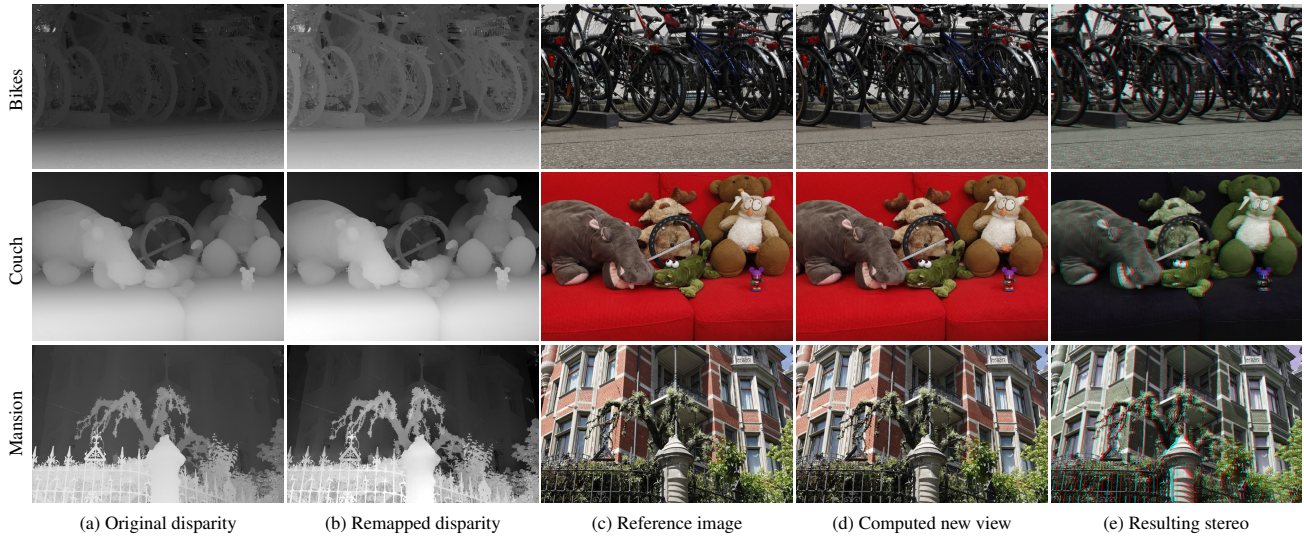 Bikes
Couch
Mansion
(a) Original disparity
(b) Remapped disparity
(c) Reference image
(d) Computed new view
(e) Resulting stereo